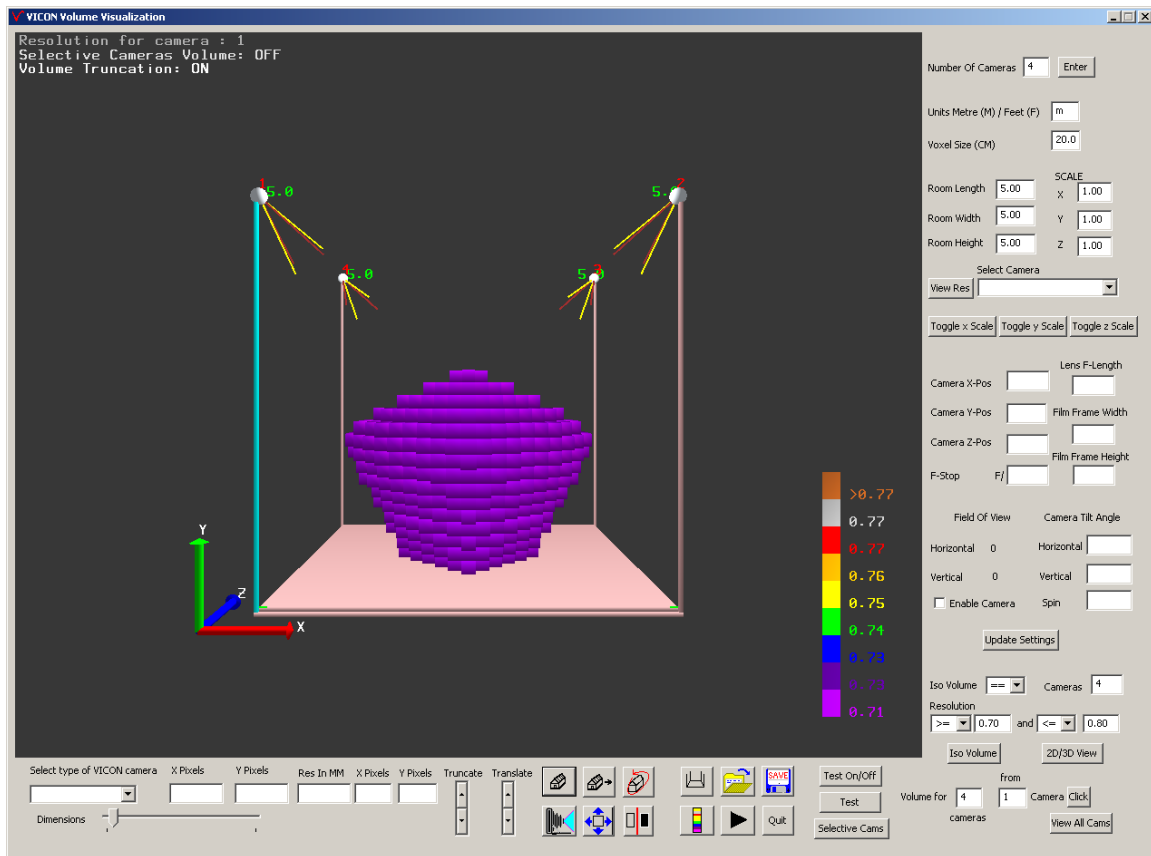 VICON Volume Visualization
Resolution for camera : 1
Selective Cameras Volume: OFF
Volume Truncation: ON
Number Of Cameras 4 Enter
Units Metre (M) / Feet (F) m
Voxel Size (CM) 20.0
SCALE
Room Length 5.00 X 1.00
Room Width 5.00 Y 1.00
Room Height 5.00 Z 1.00
Select Camera
View Res
Toggle x Scale Toggle y Scale Toggle z Scale
Lens F-Length
Camera X-Pos
Camera Y-Pos Film Frame Width
Camera Z-Pos
Film Frame Height
F-Stop F/
Field Of View Camera Tilt Angle
Horizontal 0 Horizontal
Vertical 0 Vertical
Enable Camera Spin
Update Settings
Iso Volume == Cameras 4
Resolution
>= 0.70 and <= 0.80
Iso Volume 2D/3D View
from
Volume for 4 1 Camera Click
cameras
View All Cams
1 5.0 5.0 2
5.0 5.0
Y
Z
X
>0.77
0.77
0.77
0.76
0.75
0.74
0.73
0.71
Select type of VICON camera X Pixels Y Pixels Res In MM X Pixels Y Pixels Truncate Translate
Dimensions
SAVE
Quit
Test On/Off
Test
Selective Cams